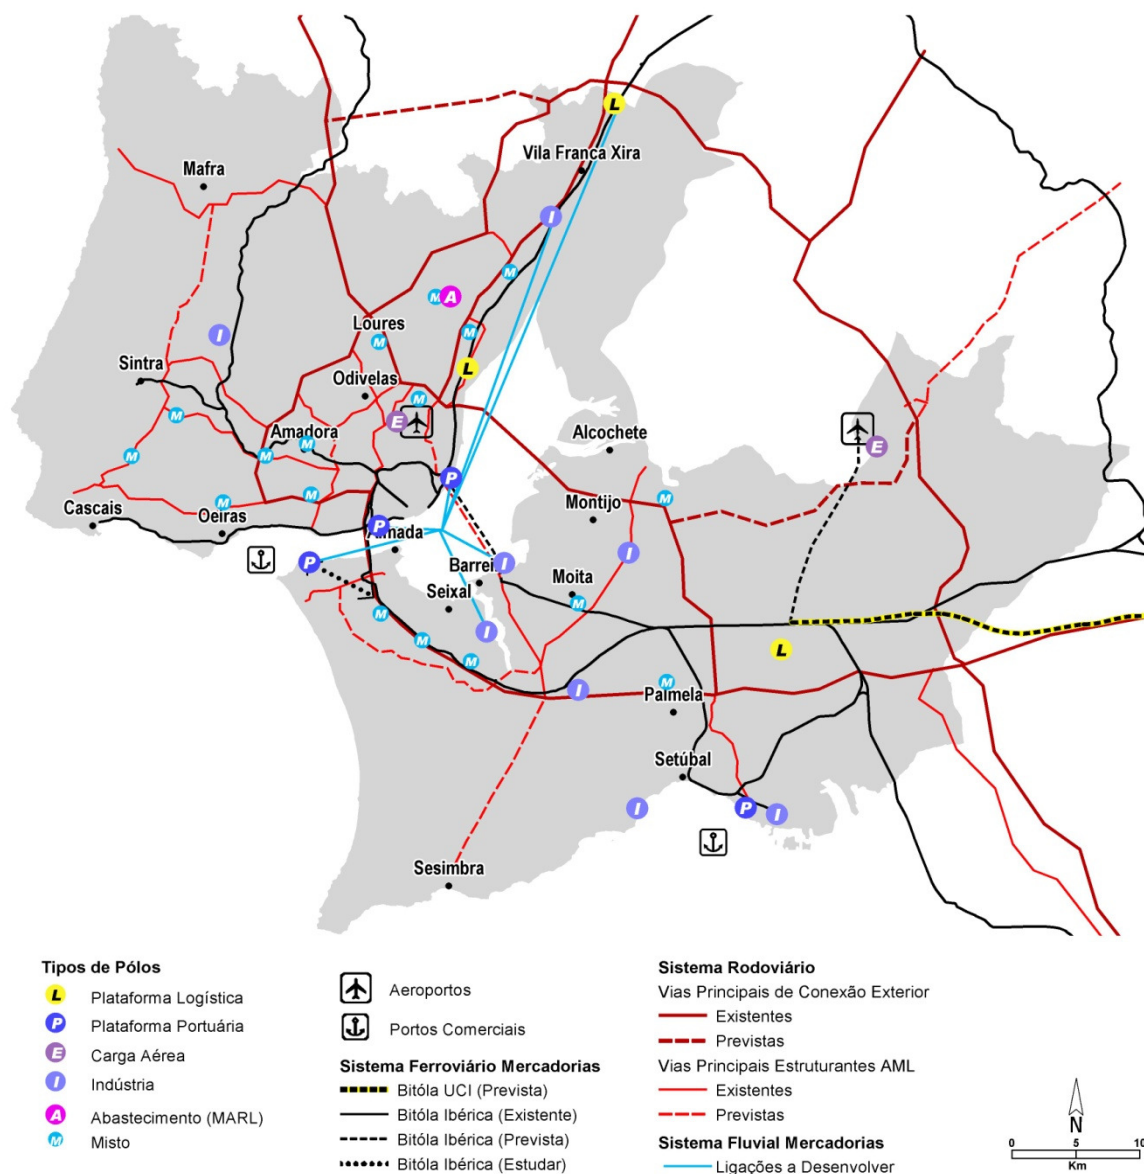 L
Vila Franca Xira
Mafra
I
M
M
A
Loures
M
M
I
Sintra
L
Odivelas
M
E
M
Amadora
M
Alcochete
E
M
M
P
M
M
Montijo
M
Cascais
Oeiras
P
Almada
I
P
Barrei
I
Moita
Seixal
M
M
I
M
L
M
M
I
Palmela
Setúbal
I
P
I
Sesimbra
Tipos de Pólos
L Plataforma Logística
P Plataforma Portuária
E Carga Aérea
I Indústria
A Abastecimento (MARL)
M Misto
Aeroportos
Portos Comerciais
Sistema Ferroviário Mercadorias
Bitóla UCI (Prevista)
Bitóla Ibérica (Existente)
Bitóla Ibérica (Prevista)
Bitóla Ibérica (Estudar)
Sistema Rodoviário
Vias Principais de Conexão Exterior
Existentes
Previstas
Vias Principais Estruturantes AML
Existentes
Previstas
Sistema Fluvial Mercadorias
Ligações a Desenvolver
N
0 5 10
Km